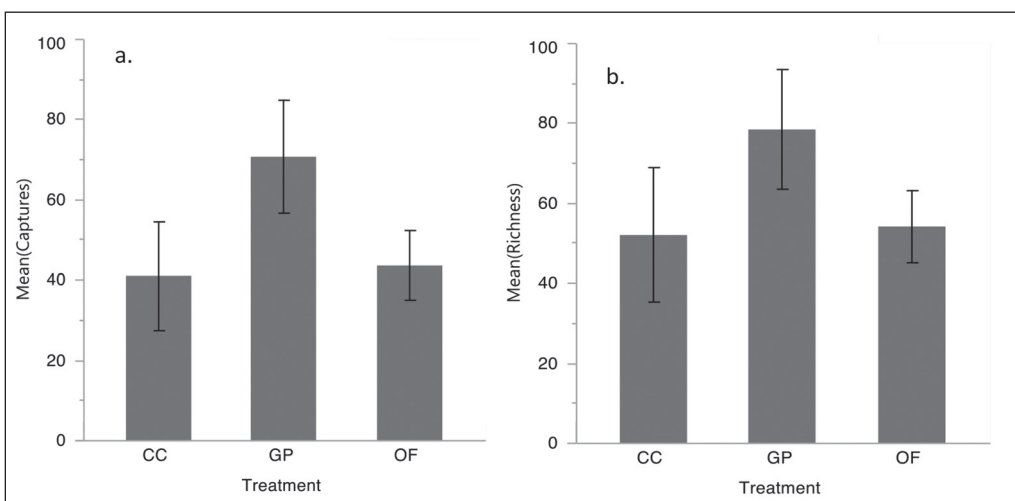 a.
100
80
60
40
20
0
Mean(Captures)
CC GP OF
Treatment
b.
100
80
60
40
20
0
Mean(Richness)
CC GP OF
Treatment